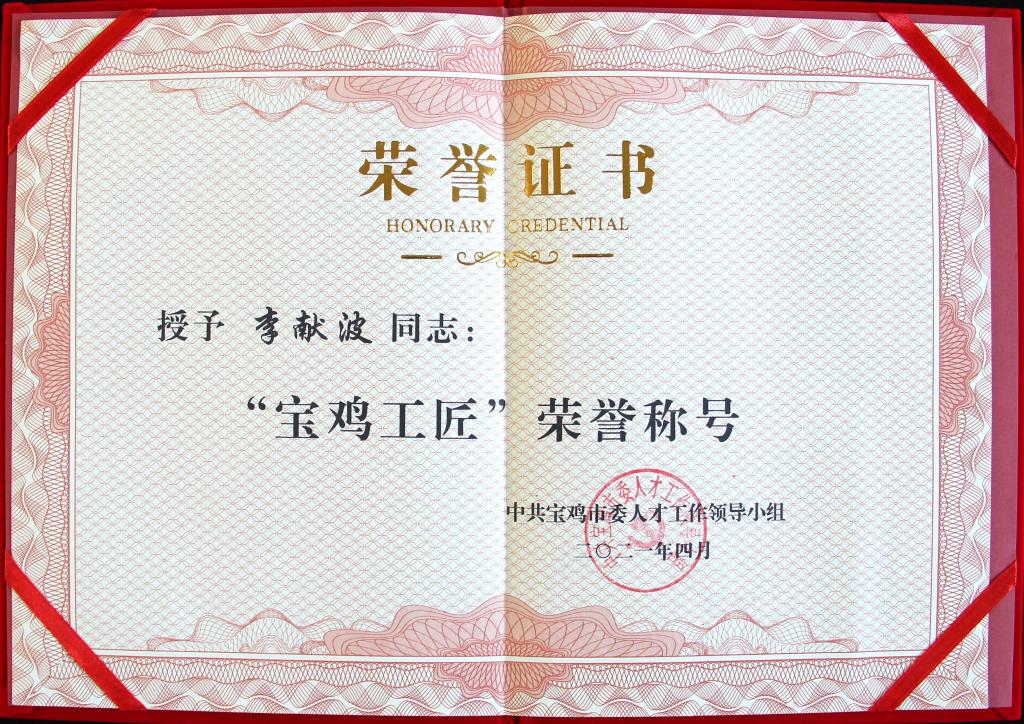 荣誉证书
HONORARY CREDENTIAL
授予 李献波 同志：
“宝鸡工匠”荣誉称号
中共宝鸡市委人才工作领导小组
二〇二一年四月